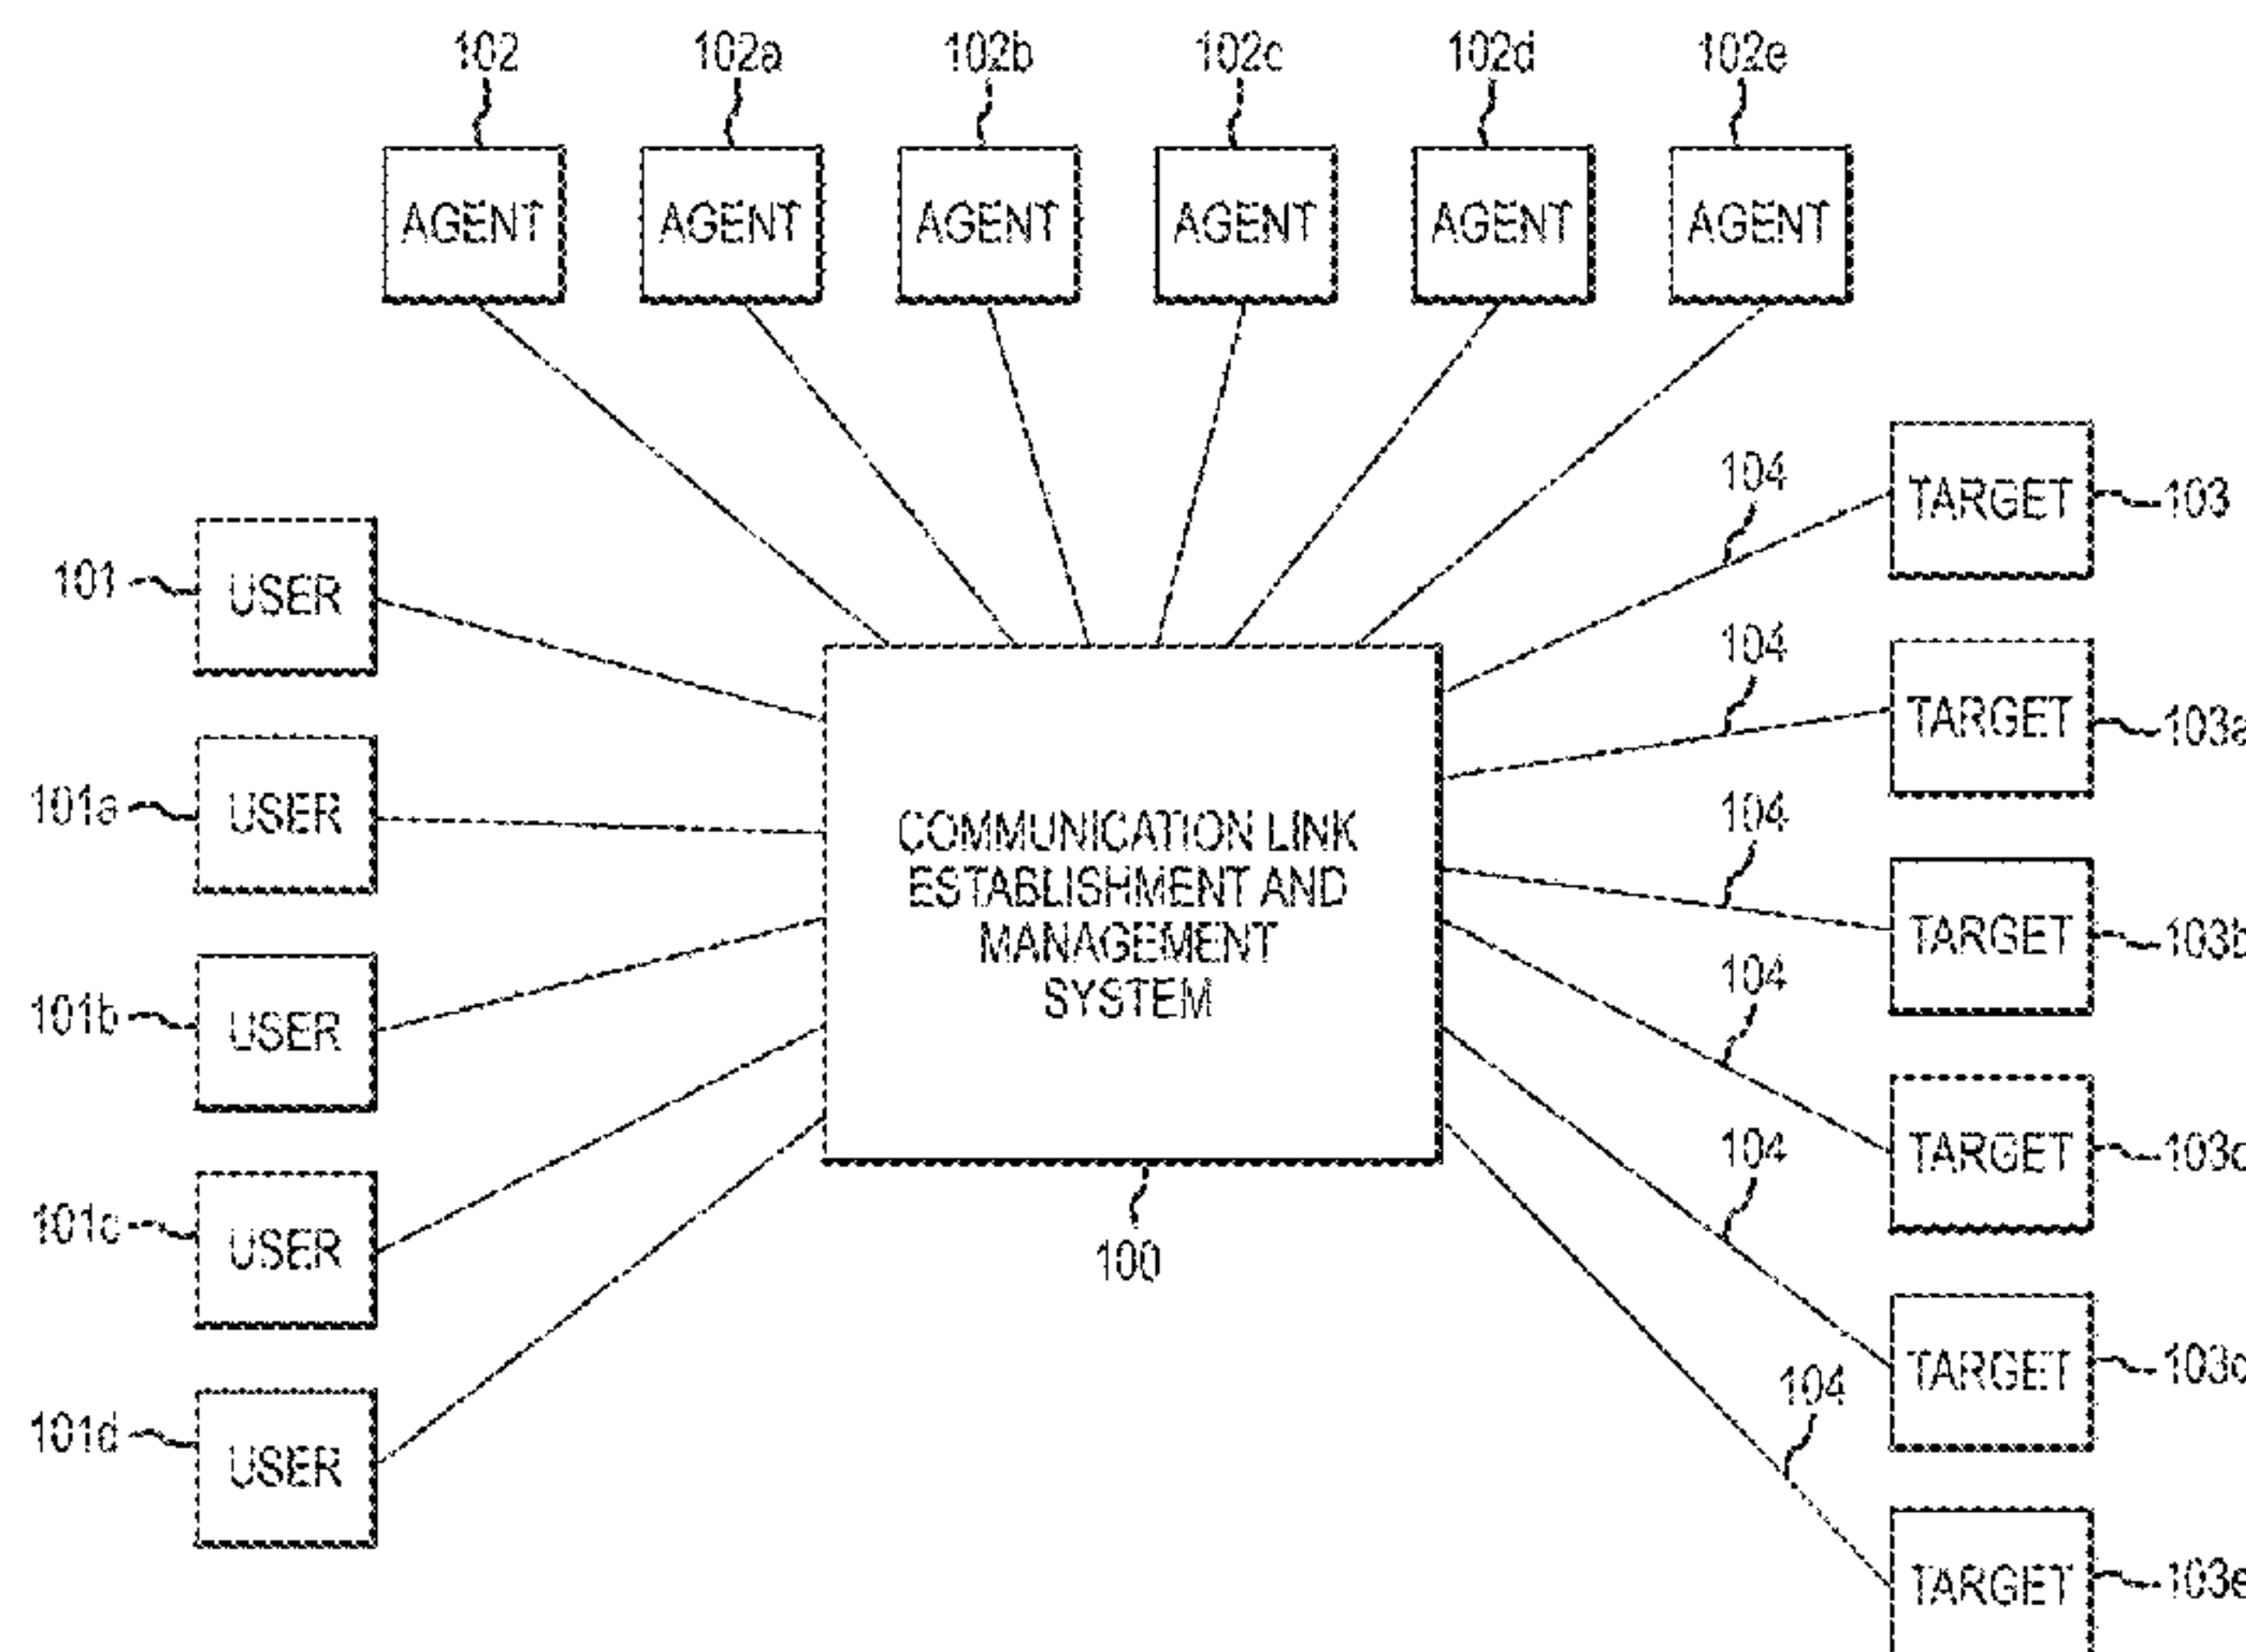 102 102a 102b 102c 102d 102e
AGENT AGENT AGENT AGENT AGENT AGENT
104
TARGET
103
101
USER
104
TARGET
101a
USER
104
COMMUNICATION LINK
ESTABLISHMENT AND
MANAGEMENT
SYSTEM
TARGET
103b
104
101b
USER
104
TARGET
101c
USER
100
TARGET
104
101d
USER
TARGET